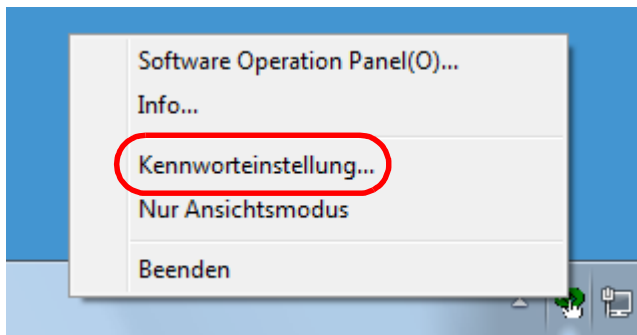 Software Operation Panel(O)...
Info...
Kennworteinstellung...
Nur Ansichtsmodus
Beenden